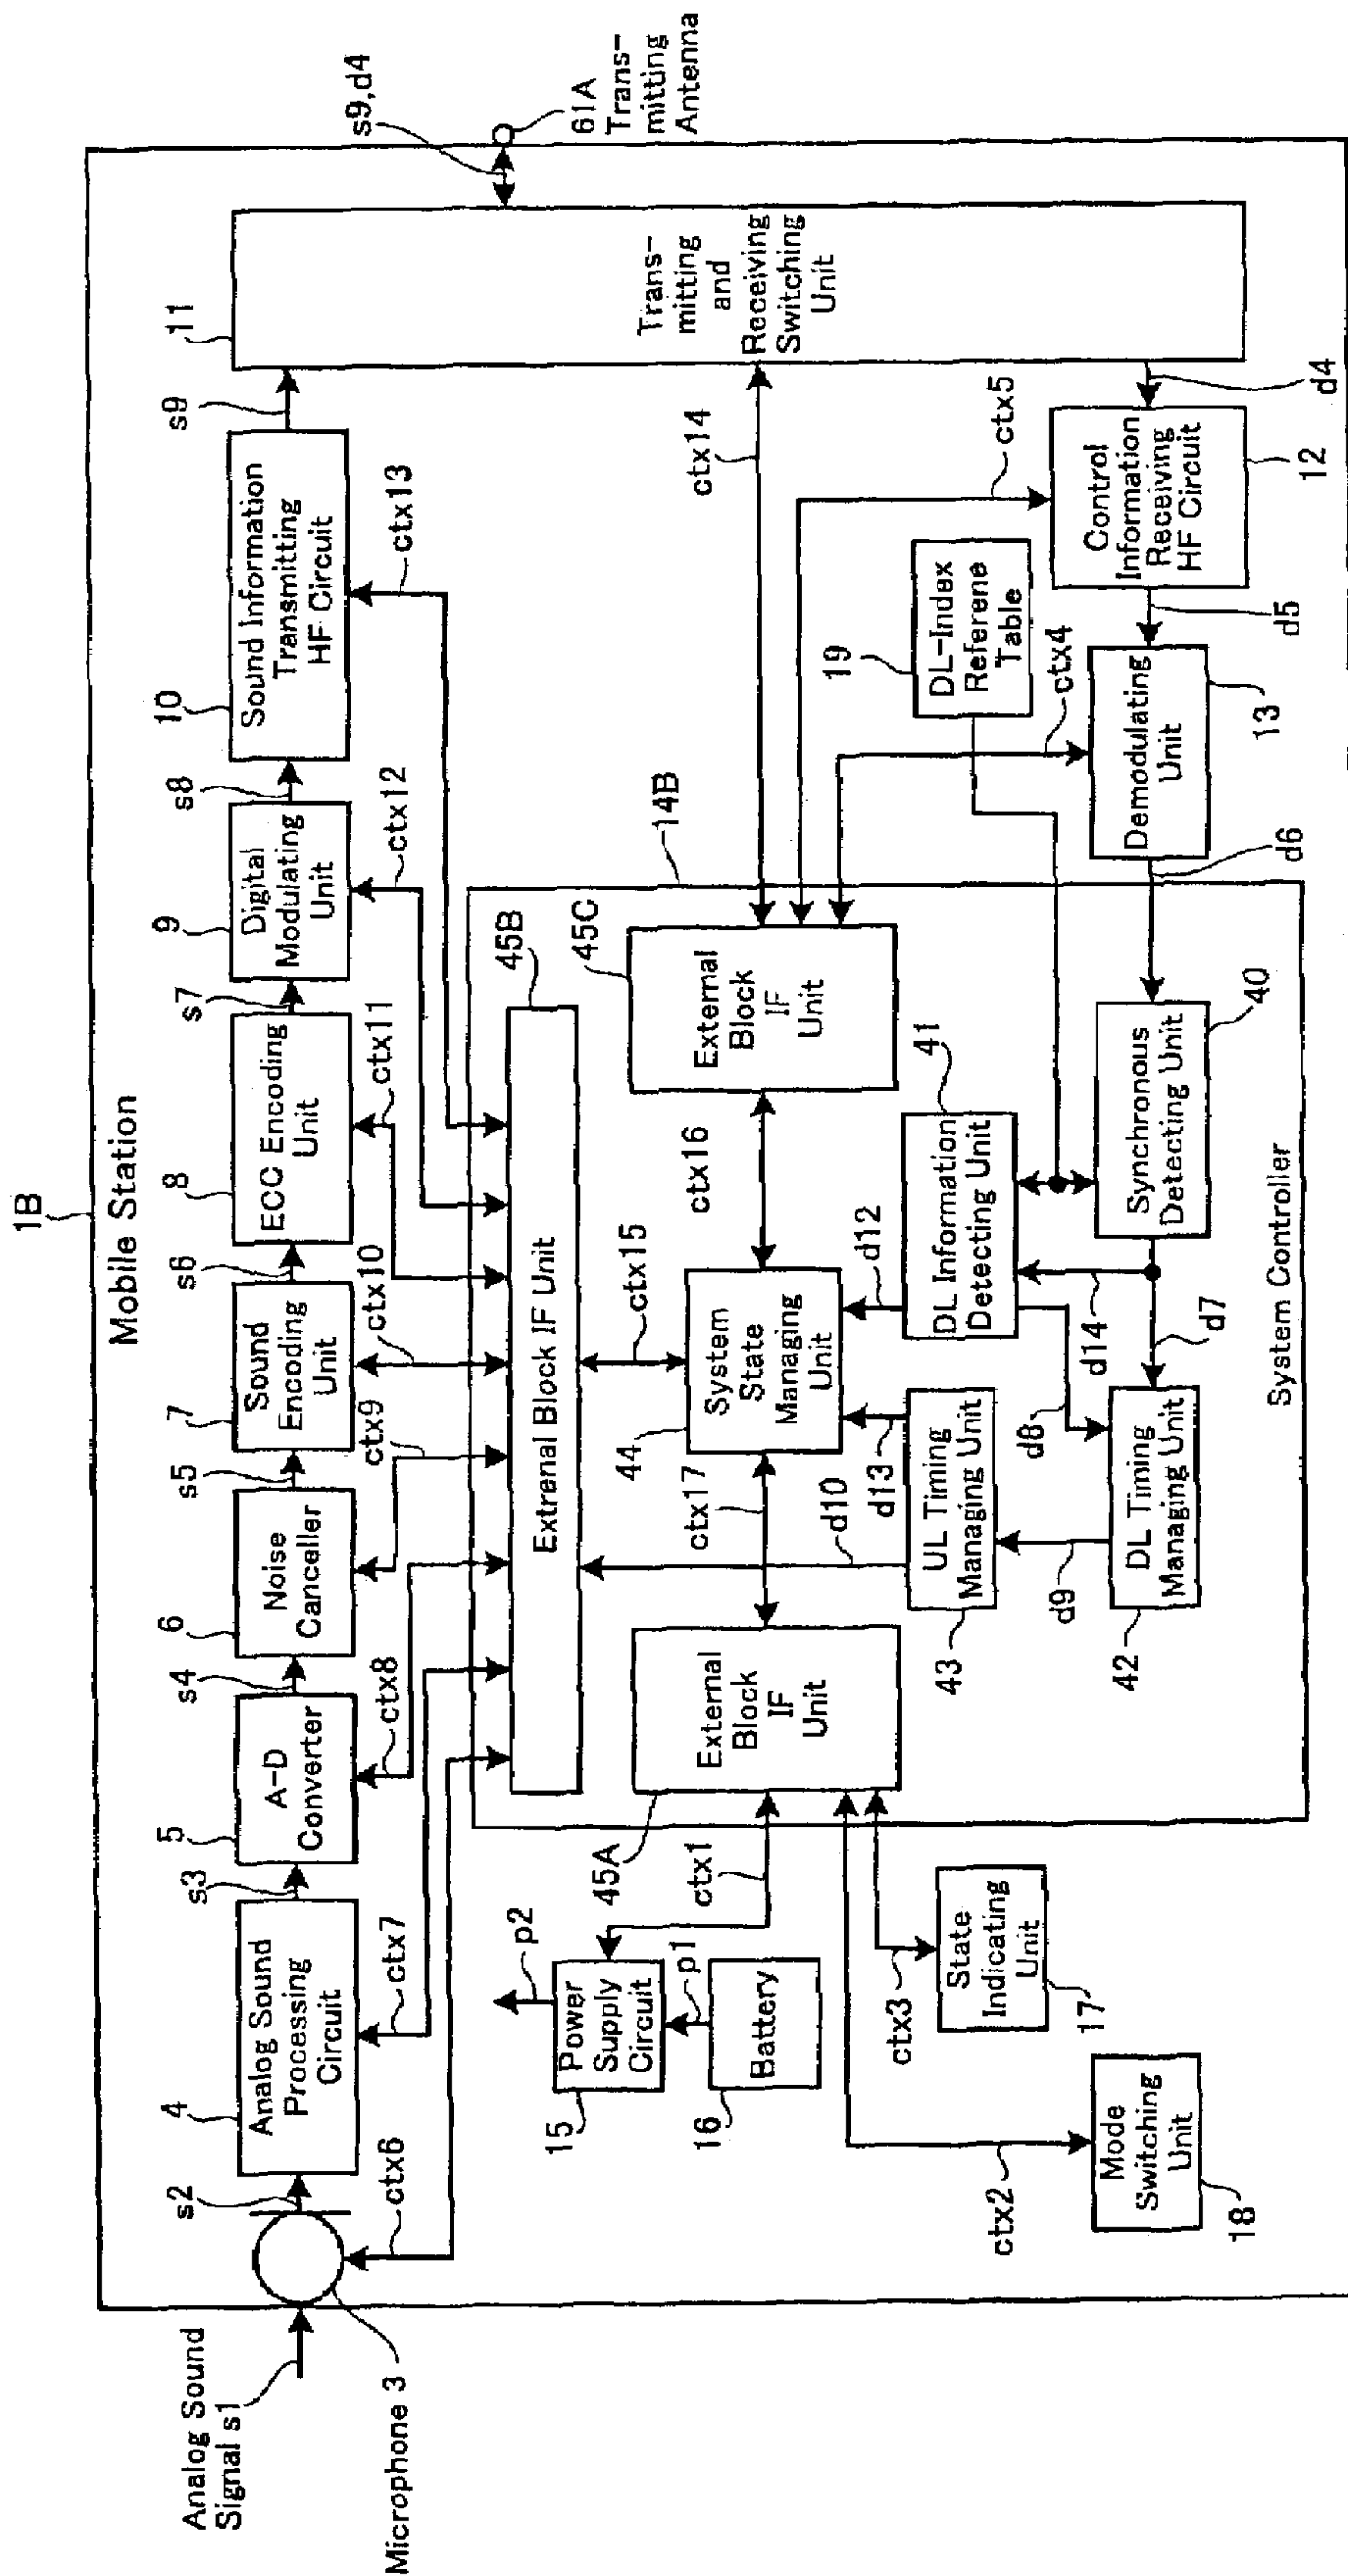 1B
Mobile Station
Analog Sound
Signal s1
Microphone 3
s2
4
Analog Sound
Processing
Circuit
s3
5
A-D
Converter
s4
6
Noise
Canceller
s5
7
Sound
Encoding
Unit
s6
8
ECC Encoding
Unit
s7
9
Digital
Modulating
Unit
s8
10
Sound Information
Transmitting
HF Circuit
s9
11
Trans-
mitting
and
Receiving
Switching
Unit
s9,d4
61A
Trans-
mitting
Antenna
ctx6
ctx7
ctx8
ctx9
ctx10
ctx11
ctx12
ctx13
45B
Extrenal Block IF Unit
14B
p2
15
Power
Supply
Circuit
p1
16
Battery
ctx1
45A
External
Block
IF
Unit
ctx17
44
System
State
Managing
Unit
ctx15
ctx16
45C
External
Block
IF
Unit
ctx14
ctx5
ctx4
19
DL-Index
Referene
Table
ctx3
State
Indicating
Unit
17
ctx2
Mode
Switching
Unit
18
d10
d13
d12
43
UL Timing
Managing Unit
41
DL Information
Detecting Unit
d9
d8
d14
42
DL Timing
Managing Unit
d7
Synchronous
Detecting Unit
40
d6
Demodulating
Unit
13
d5
Control
Information
Receiving
HF Circuit
12
d4
System Controller